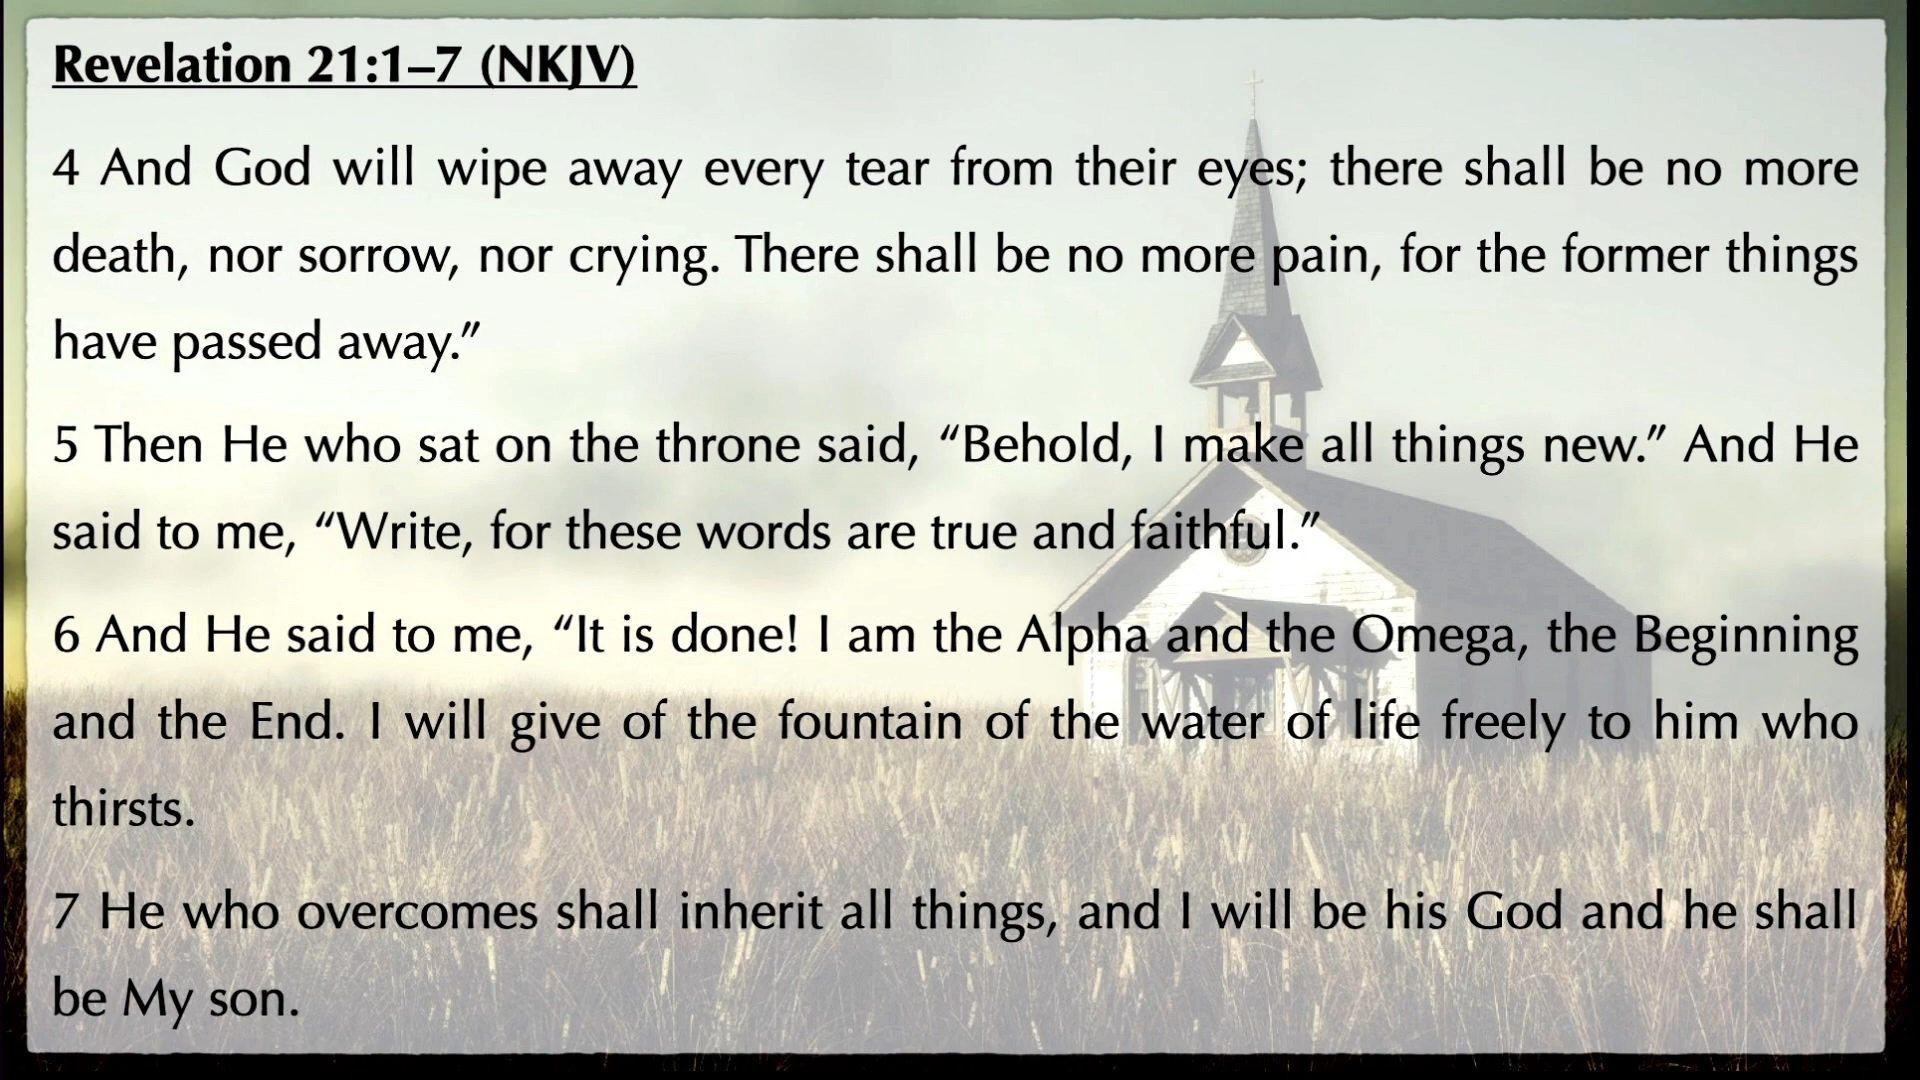 Revelation 21:1–7 (NKJV)
4 And God will wipe away every tear from their eyes; there shall be no more
death, nor sorrow, nor crying. There shall be no more pain, for the former things
have passed away.”
5 Then He who sat on the throne said, “Behold, I make all things new.” And He
said to me, “Write, for these words are true and faithful.”
6 And He said to me, “It is done! I am the Alpha and the Omega, the Beginning
and the End. I will give of the fountain of the water of life freely to him who
thirsts.
7 He who overcomes shall inherit all things, and I will be his God and he shall
be My son.